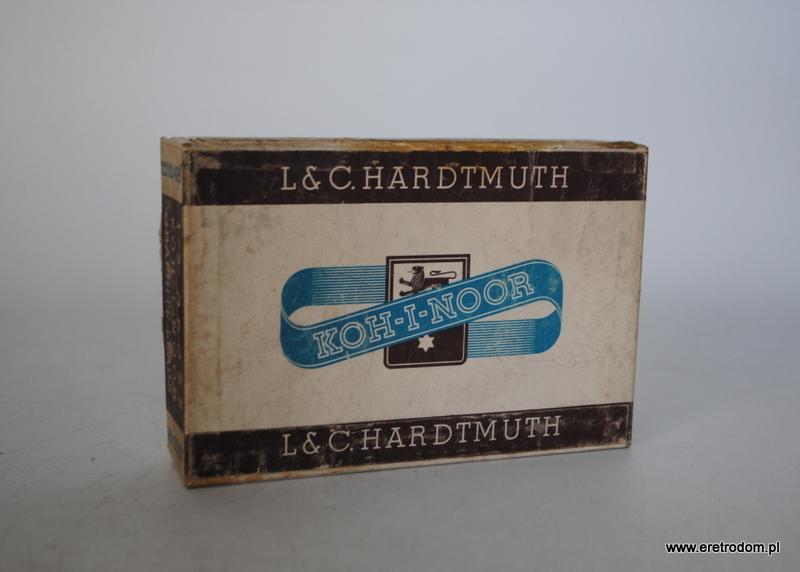 L & C. HARDTMUTH
KOH-I-NOOR
L & C. HARDTMUTH
www.eretrodom.pl